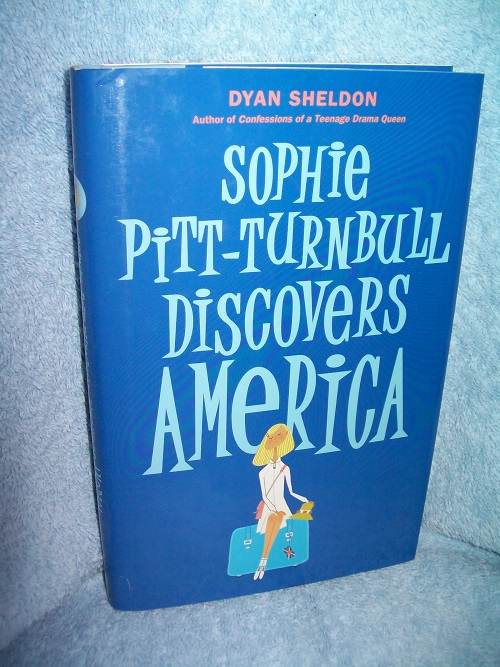 DYAN SHELDON
Author of Confessions of a Teenage Drama Queen
SOPHIE
PITT-TURNBULL
DISCOVERS
AMERICA